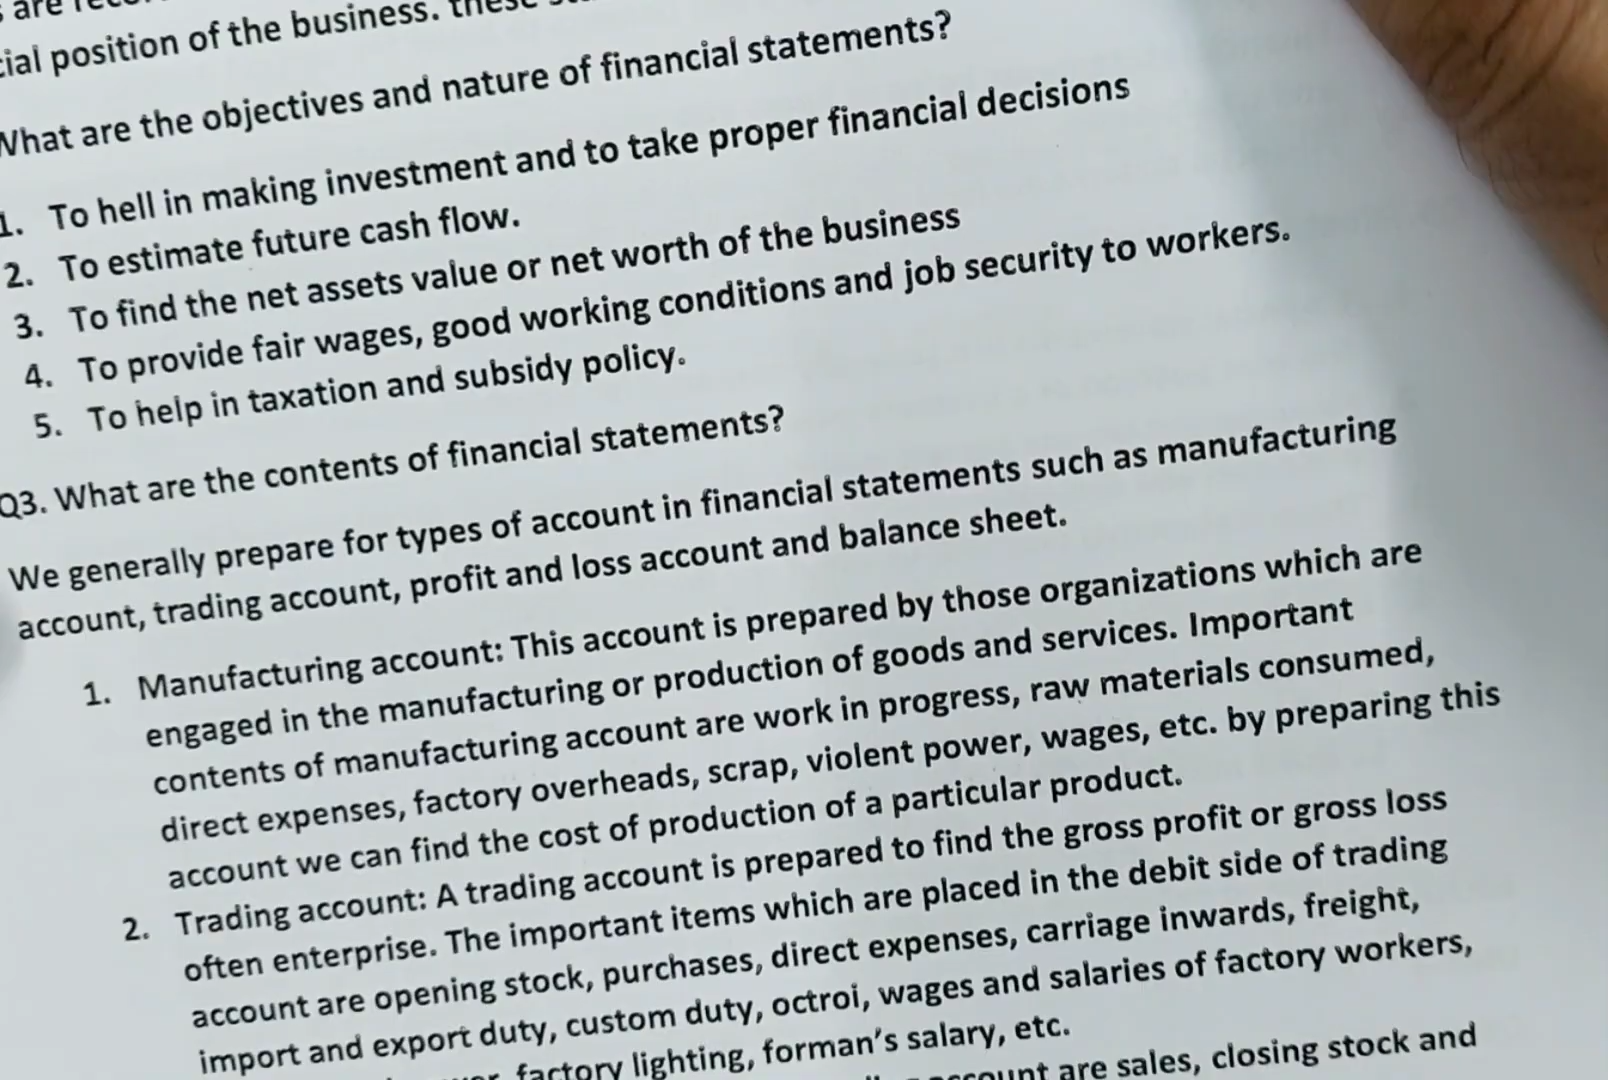 are
cial position of the business. these
What are the objectives and nature of financial statements?
1. To hell in making investment and to take proper financial decisions
2. To estimate future cash flow.
3. To find the net assets value or net worth of the business
4. To provide fair wages, good working conditions and job security to workers.
5. To help in taxation and subsidy policy.
Q3. What are the contents of financial statements?
We generally prepare for types of account in financial statements such as manufacturing
account, trading account, profit and loss account and balance sheet.
1. Manufacturing account: This account is prepared by those organizations which are
engaged in the manufacturing or production of goods and services. Important
contents of manufacturing account are work in progress, raw materials consumed,
direct expenses, factory overheads, scrap, violent power, wages, etc. by preparing this
account we can find the cost of production of a particular product.
2. Trading account: A trading account is prepared to find the gross profit or gross loss
often enterprise. The important items which are placed in the debit side of trading
account are opening stock, purchases, direct expenses, carriage inwards, freight,
import and export duty, custom duty, octroi, wages and salaries of factory workers,
factory lighting, forman's salary, etc.
account are sales, closing stock and